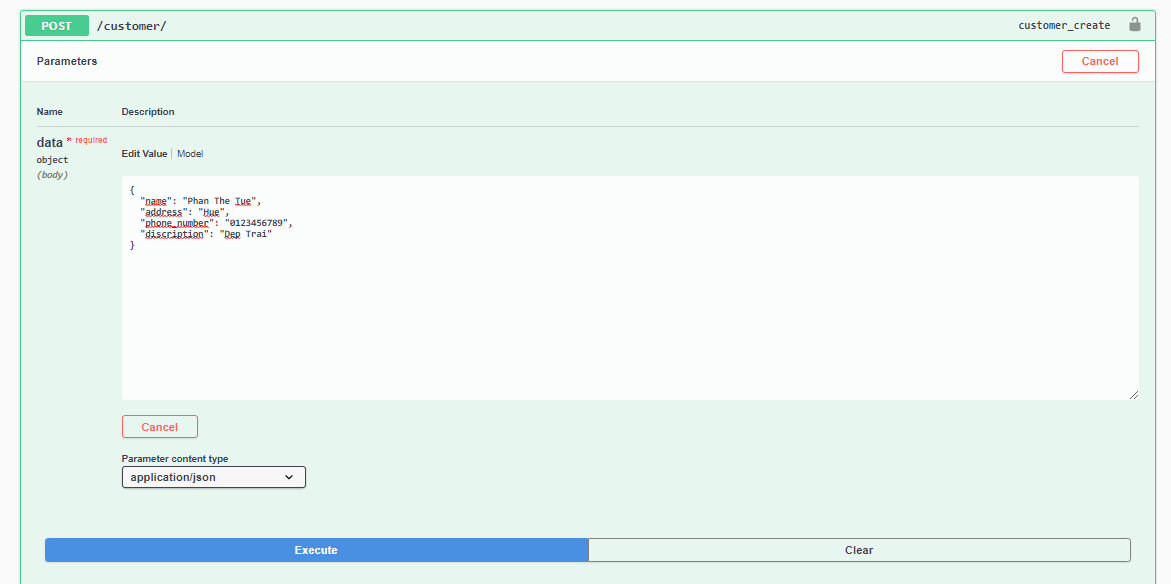 POST /customer/ customer_create
Parameters Cancel
Name Description
data * required
object
(body)
Edit Value Model
{
"name": "Phan The Tue",
"address": "Hue",
"phone_number": "0123456789",
"discription": "Dep Trai"
}
Cancel
Parameter content type
application/json
Execute Clear